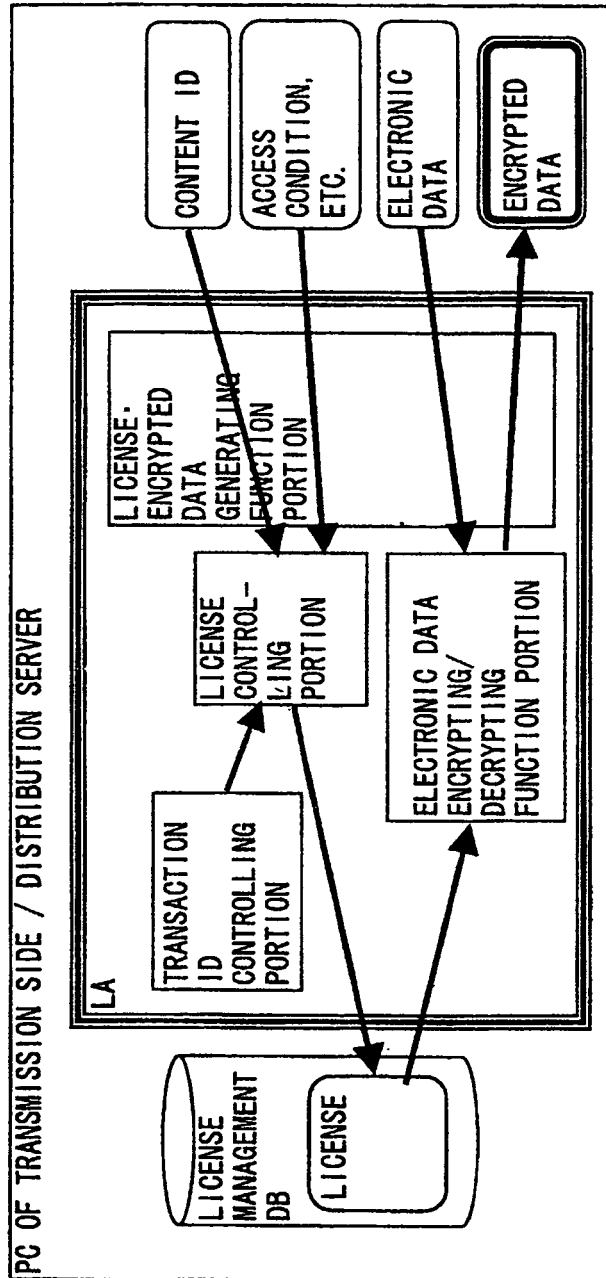 PC OF TRANSMISSION SIDE / DISTRIBUTION SERVER
LICENSE
MANAGEMENT
DB
LICENSE
LA
TRANSACTION
ID
CONTROLLING
PORTION
LICENSE
CONTROL-
LING
PORTION
LICENSE·
ENCRYPTED
DATA
GENERATING
FUNCTION
PORTION
ELECTRONIC DATA
ENCRYPTING/
DECRYPTING
FUNCTION PORTION
CONTENT ID
ACCESS
CONDITION,
ETC.
ELECTRONIC
DATA
ENCRYPTED
DATA